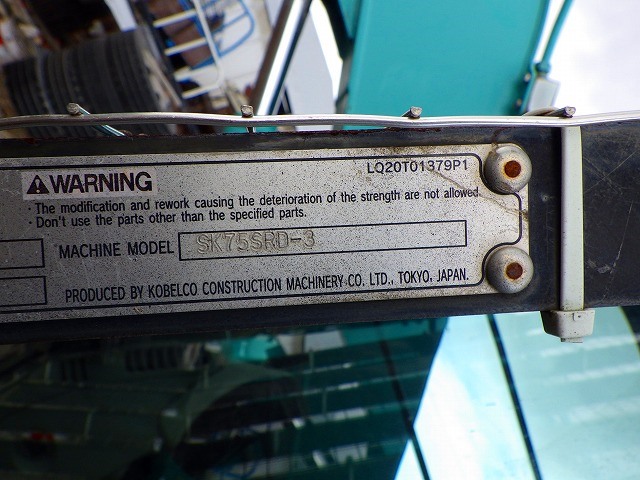 LQ20T01379P1
WARNING
· The modification and rework causing the deterioration of the strength are not allowed.
· Don't use the parts other than the specified parts.
MACHINE MODEL SK75SRD-3
PRODUCED BY KOBELCO CONSTRUCTION MACHINERY CO. LTD., TOKYO, JAPAN.